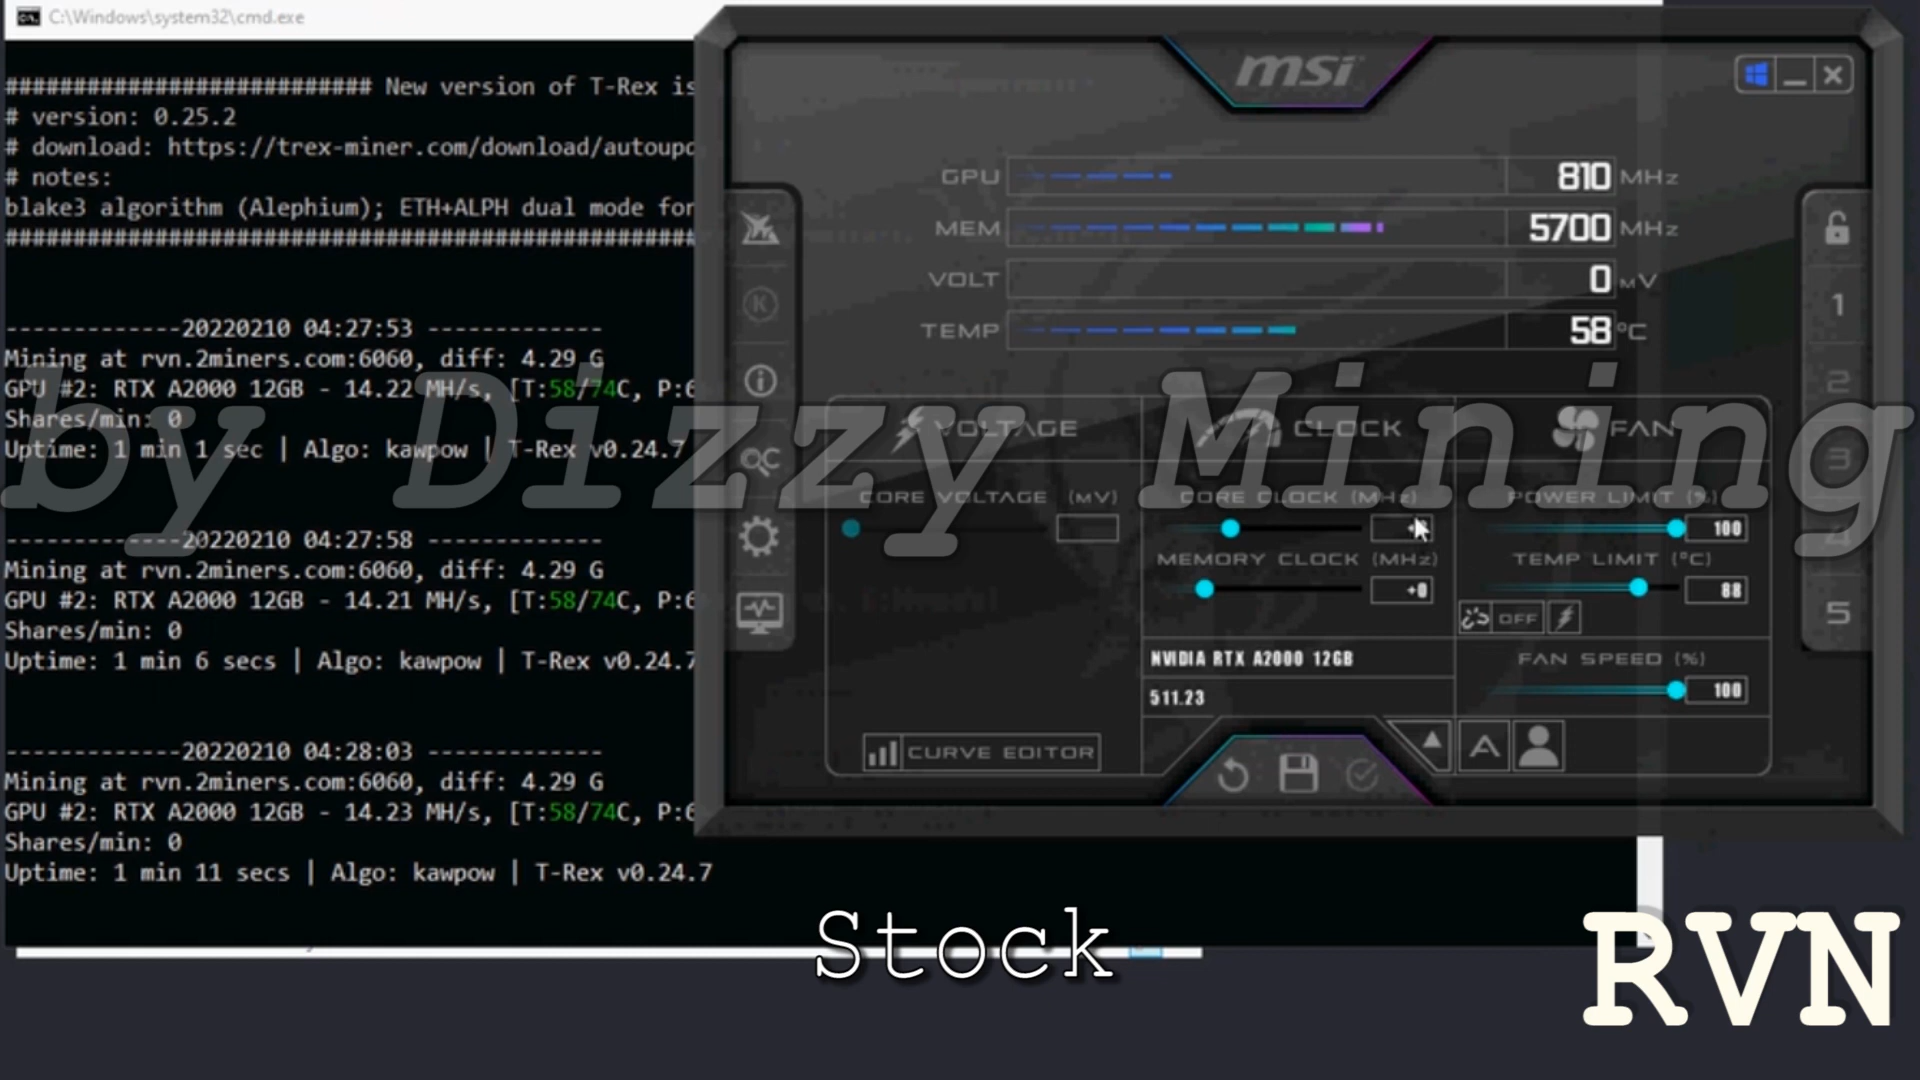 C:\Windows\system32\cmd.exe
########################### New version of T-Rex is
# version: 0.25.2
# download: https://trex-miner.com/download/autoupd
# notes:
blake3 algorithm (Alephium); ETH+ALPH dual mode for
###################################################
-------------20220210 04:27:53 -------------
Mining at rvn.2miners.com:6060, diff: 4.29 G
GPU #2: RTX A2000 12GB - 14.22 MH/s, [T:58/74C, P:6
Shares/min: 0
Uptime: 1 min 1 sec | Algo: kawpow | T-Rex v0.24.7
-------------20220210 04:27:58 -------------
Mining at rvn.2miners.com:6060, diff: 4.29 G
GPU #2: RTX A2000 12GB - 14.21 MH/s, [T:58/74C, P:6
Shares/min: 0
Uptime: 1 min 6 secs | Algo: kawpow | T-Rex v0.24.7
-------------20220210 04:28:03 -------------
Mining at rvn.2miners.com:6060, diff: 4.29 G
GPU #2: RTX A2000 12GB - 14.23 MH/s, [T:58/74C, P:6
Shares/min: 0
Uptime: 1 min 11 secs | Algo: kawpow | T-Rex v0.24.7
msi
GPU 810 MHz
MEM 5700 MHz
VOLT 0 MV
TEMP 58 °C
K
i
OC
1
2
3
4
5
VOLTAGE
CORE VOLTAGE (MV)
CURVE EDITOR
CLOCK
CORE CLOCK (MHz)
MEMORY CLOCK (MHz)
+0
NVIDIA RTX A2000 12GB
511.23
FAN
POWER LIMIT (%)
100
TEMP LIMIT (°C)
88
OFF
FAN SPEED (%)
100
A
by Dizzy Mining
Stock
RVN